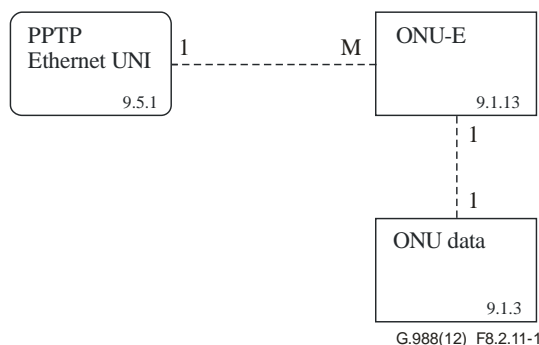 PPTP
Ethernet UNI
9.5.1
1
M
ONU-E
9.1.13
1
1
ONU data
9.1.3
G.988(12)_F8.2.11-1